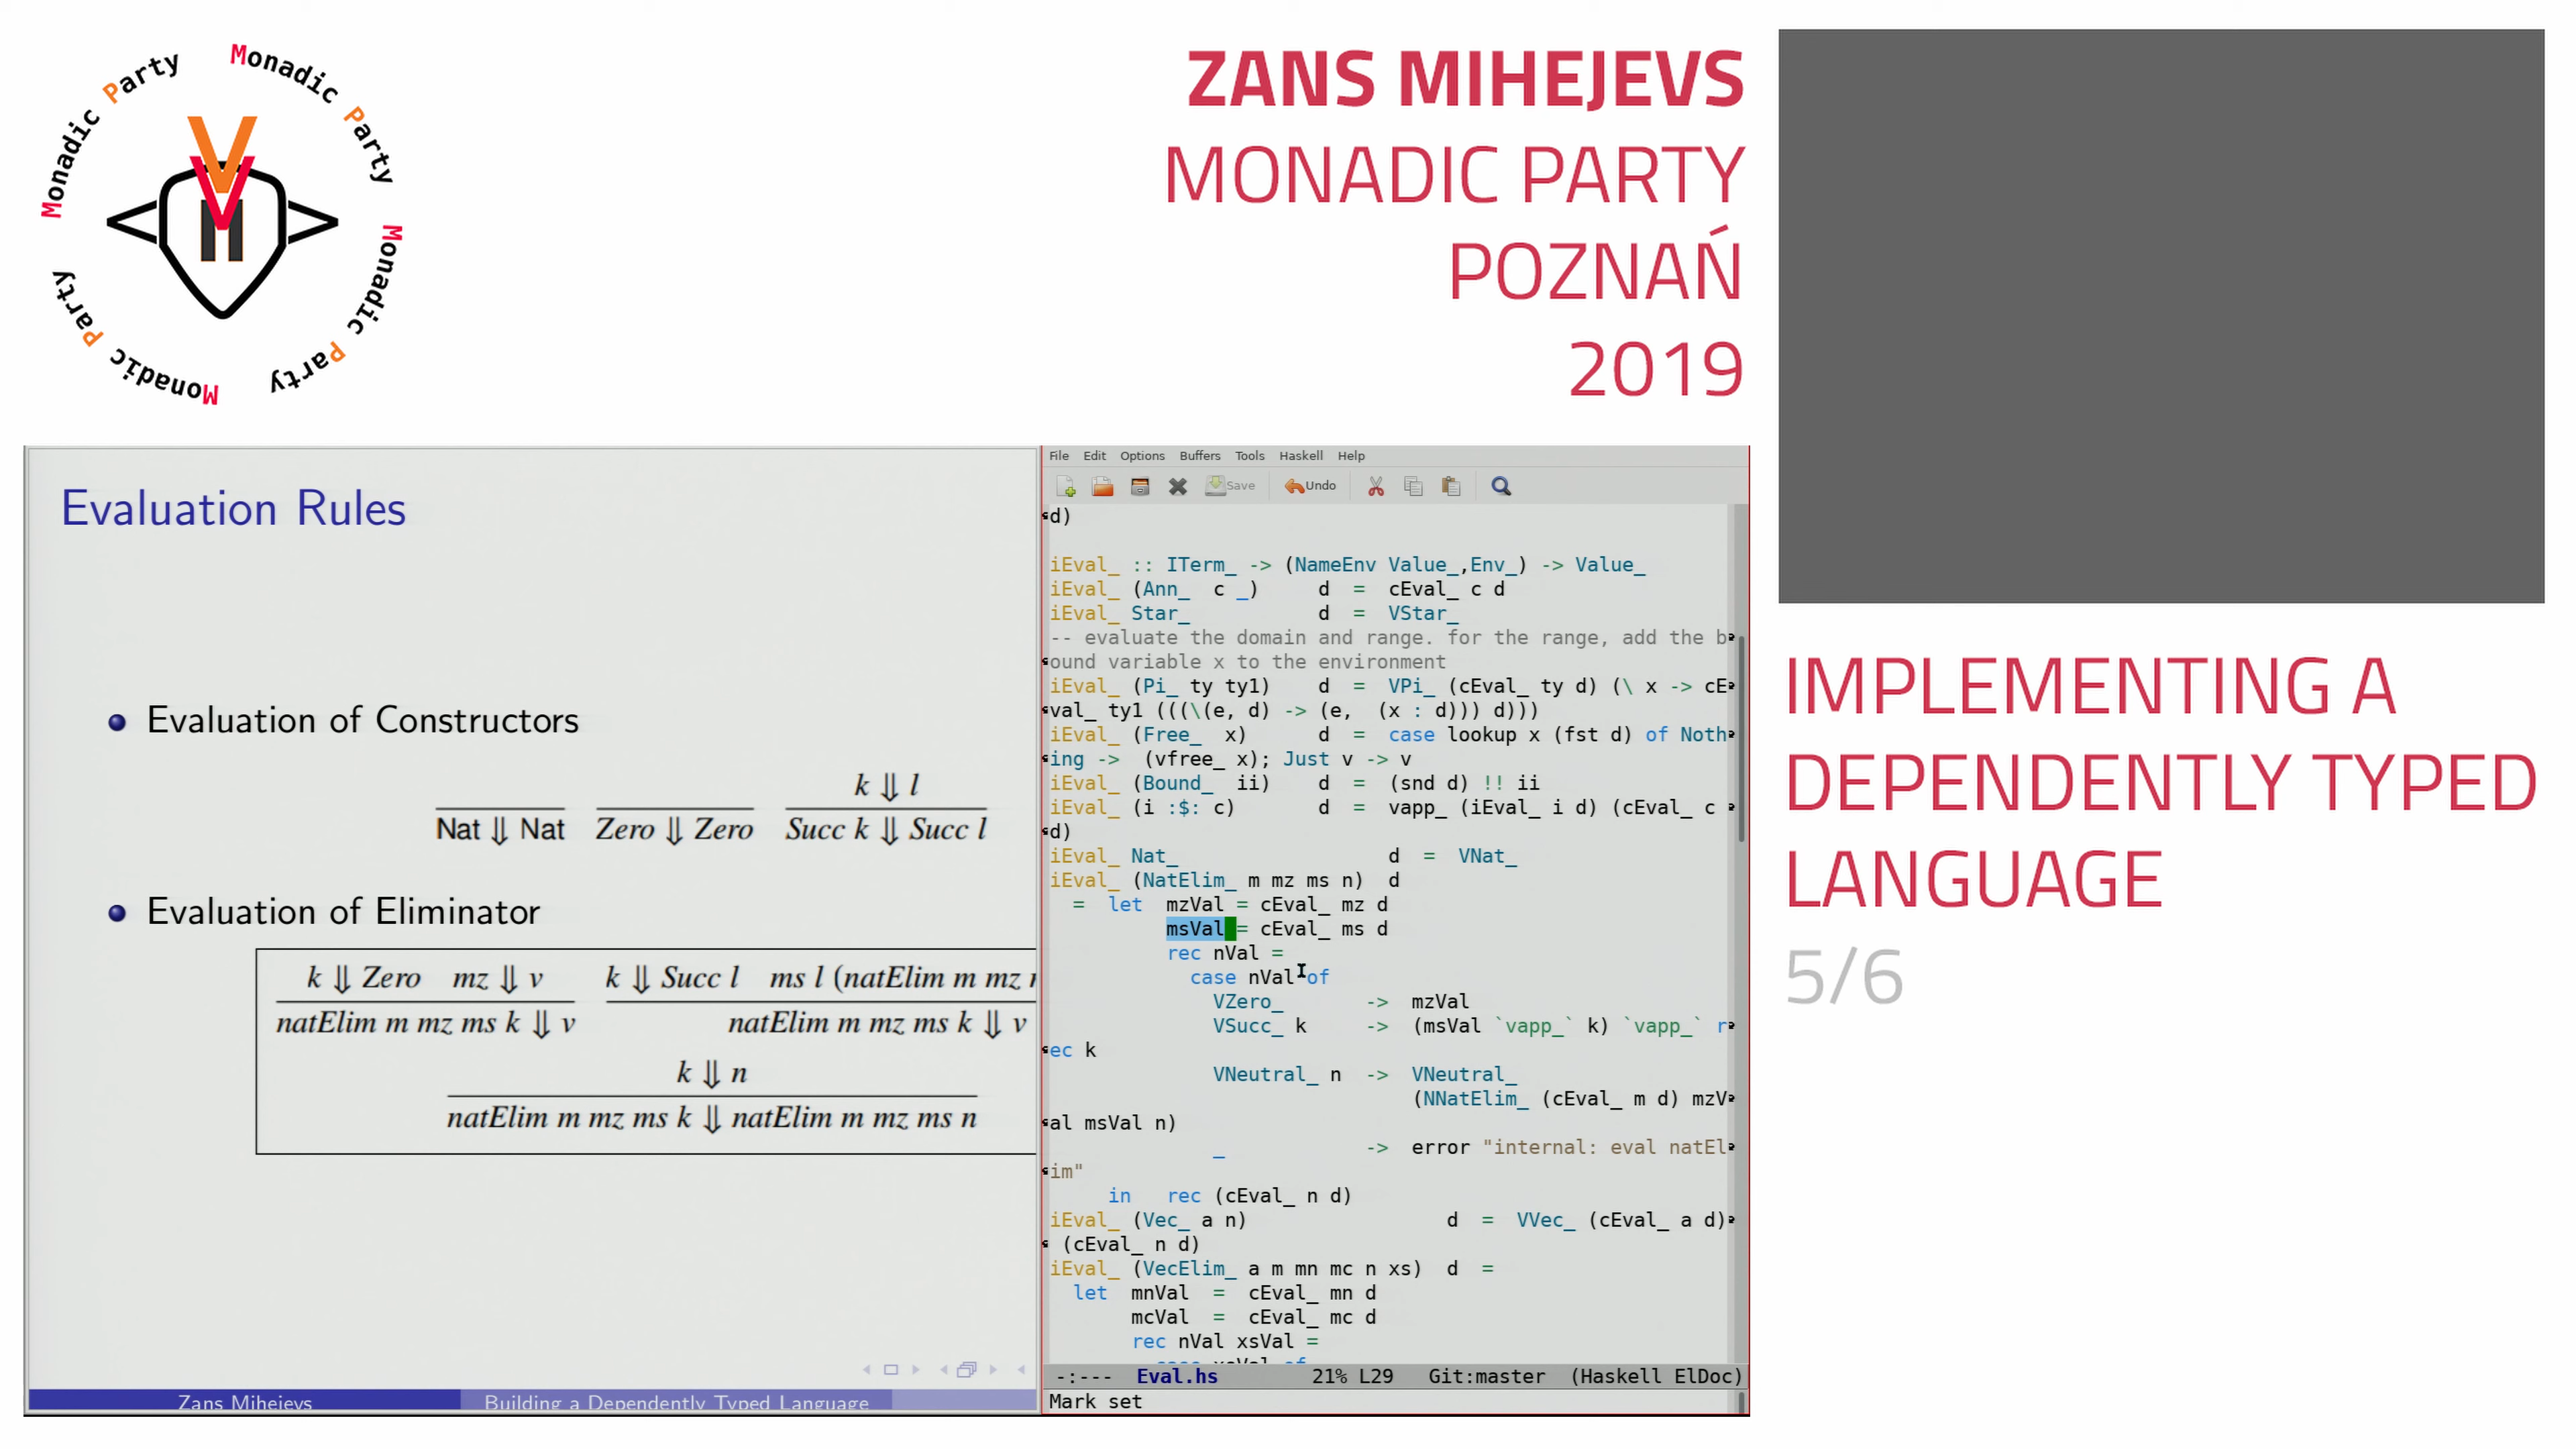 Monadic Party Monadic Party Monadic Party Monadic Party
ZANS MIHEJEVS
MONADIC PARTY
POZNAŃ
2019
IMPLEMENTING A
DEPENDENTLY TYPED
LANGUAGE
5/6
Evaluation Rules
Evaluation of Constructors
k ⇓ l
Nat ⇓ Nat Zero ⇓ Zero Succ k ⇓ Succ l
Evaluation of Eliminator
k ⇓ Zero mz ⇓ v k ⇓ Succ l ms l (natElim m mz
natElim m mz ms k ⇓ v natElim m mz ms k ⇓ v
k ⇓ n
natElim m mz ms k ⇓ natElim m mz ms n
Zans Mihejevs Building a Dependently Typed Language
File Edit Options Buffers Tools Haskell Help
Save Undo
d)
iEval_ :: ITerm_ -> (NameEnv Value_,Env_) -> Value_
iEval_ (Ann_ c _) d = cEval_ c d
iEval_ Star_ d = VStar_
-- evaluate the domain and range. for the range, add the b
ound variable x to the environment
iEval_ (Pi_ ty ty1) d = VPi_ (cEval_ ty d) (\ x -> cE
val_ ty1 (((\(e, d) -> (e, (x : d))) d)))
iEval_ (Free_ x) d = case lookup x (fst d) of Noth
ing -> (vfree_ x); Just v -> v
iEval_ (Bound_ ii) d = (snd d) !! ii
iEval_ (i :$: c) d = vapp_ (iEval_ i d) (cEval_ c
d)
iEval_ Nat_ d = VNat_
iEval_ (NatElim_ m mz ms n) d
= let mzVal = cEval_ mz d
msVal = cEval_ ms d
rec nVal =
case nVal of
VZero_ -> mzVal
VSucc_ k -> (msVal `vapp_` k) `vapp_` r
ec k
VNeutral_ n -> VNeutral_
(NNatElim_ (cEval_ m d) mzV
al msVal n)
_ -> error "internal: eval natEl
im"
in rec (cEval_ n d)
iEval_ (Vec_ a n) d = VVec_ (cEval_ a d)
(cEval_ n d)
iEval_ (VecElim_ a m mn mc n xs) d =
let mnVal = cEval_ mn d
mcVal = cEval_ mc d
rec nVal xsVal =
case xsVal of
-:--- Eval.hs 21% L29 Git:master (Haskell ElDoc)
Mark set